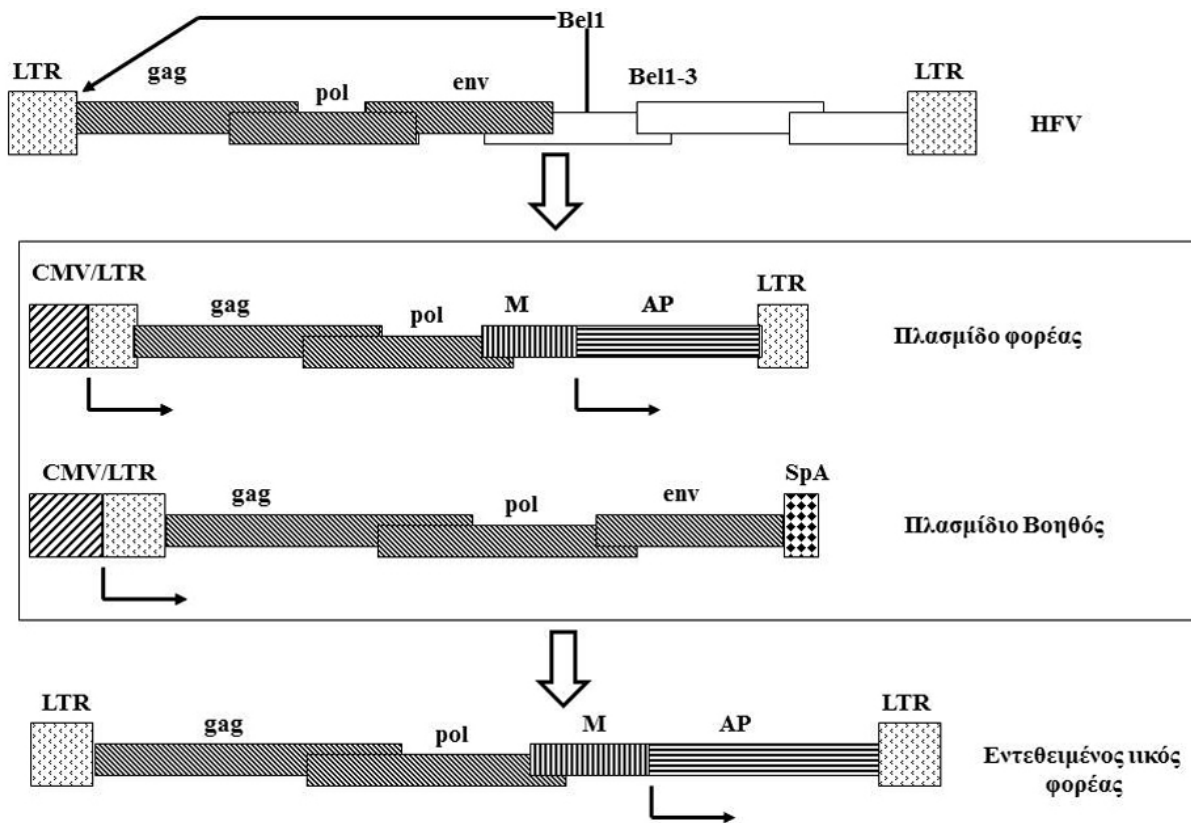 Bel1
LTR
gag
pol
env
Bel1-3
LTR
HFV
CMV/LTR
gag
pol
M
AP
LTR
Πλασμίδο φορέας
CMV/LTR
gag
pol
env
SpA
Πλασμίδιο Βοηθός
LTR
gag
pol
M
AP
LTR
Εντεθειμένος ιικός
φορέας